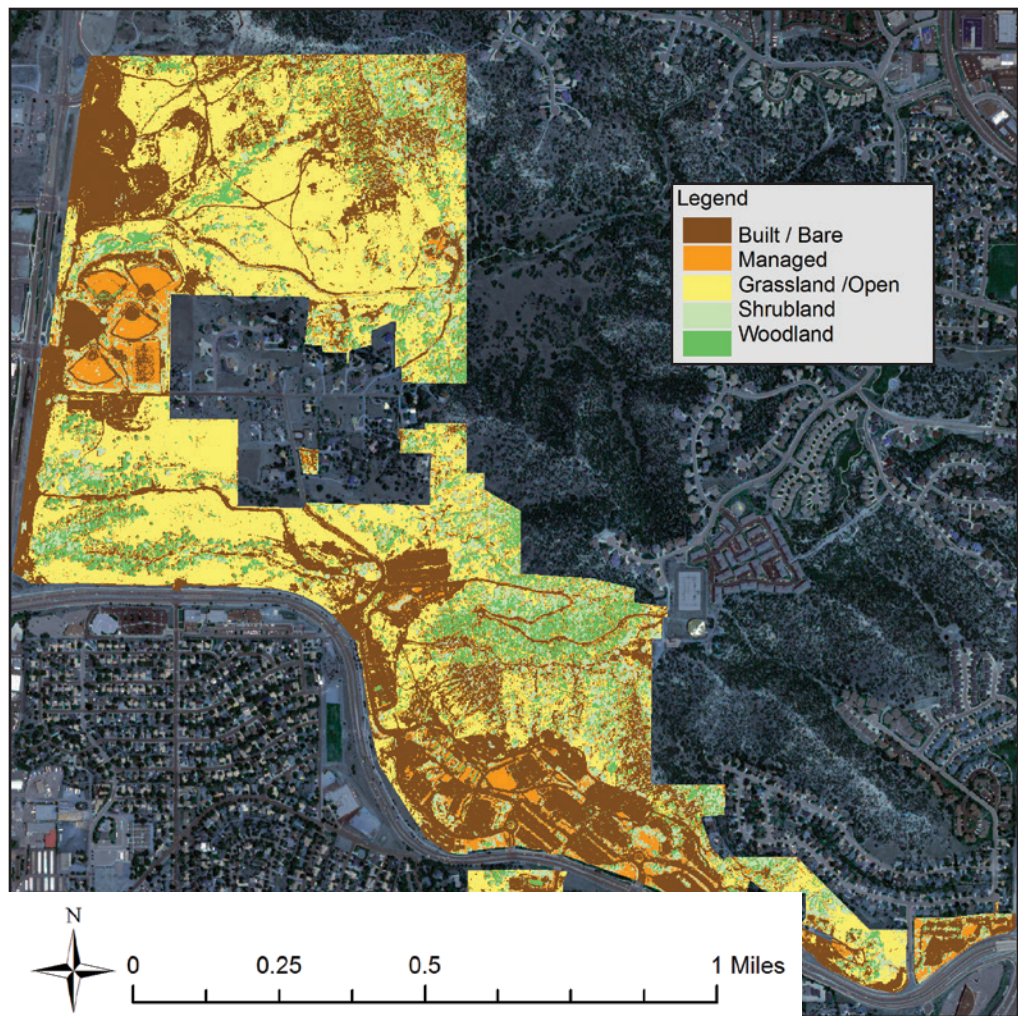 Legend
Built / Bare
Managed
Grassland /Open
Shrubland
Woodland
N
0 0.25 0.5 1 Miles